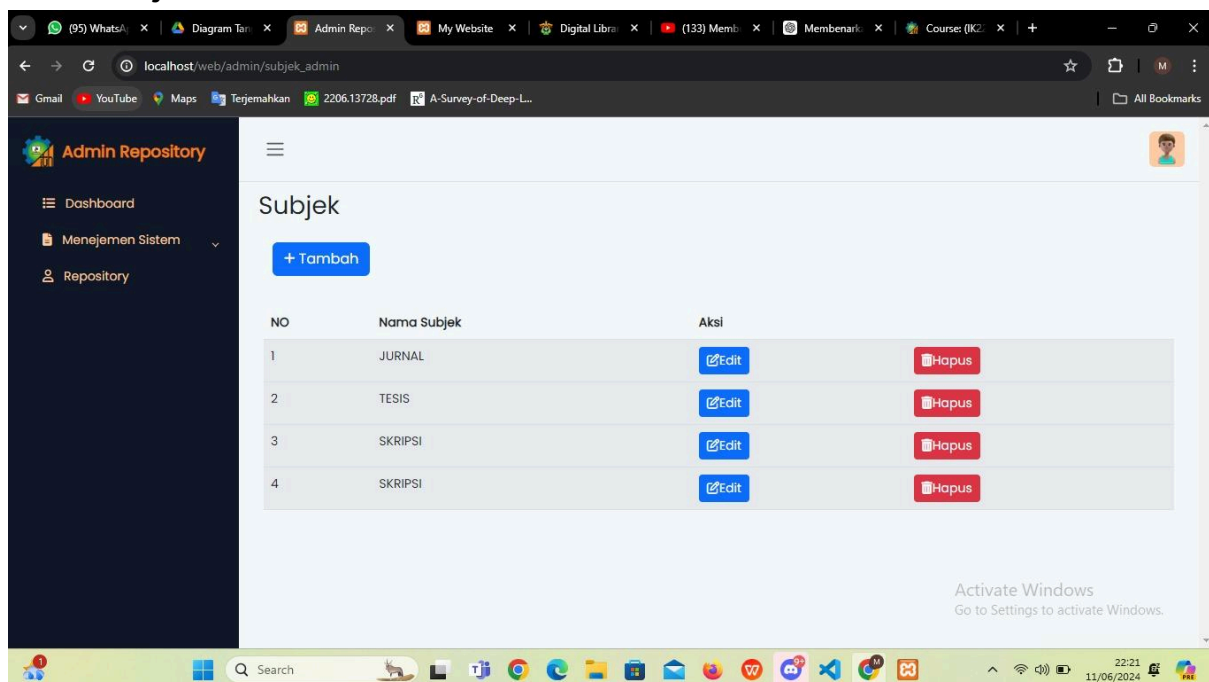 (95) WhatsA
Diagram Tan
Admin Repo
My Website
Digital Libra
(133) Memb
Membenark
Course: (IK2
localhost/web/admin/subjek_admin
M
Gmail
YouTube
Maps
Terjemahkan
2206.13728.pdf
A-Survey-of-Deep-L...
All Bookmarks
Admin Repository
Dashboard
Menejemen Sistem
Repository
Subjek
+ Tambah
NO Nama Subjek Aksi
1 JURNAL Edit Hapus
2 TESIS Edit Hapus
3 SKRIPSI Edit Hapus
4 SKRIPSI Edit Hapus
Activate Windows
Go to Settings to activate Windows.
1
Search
22:21
11/06/2024
PRE